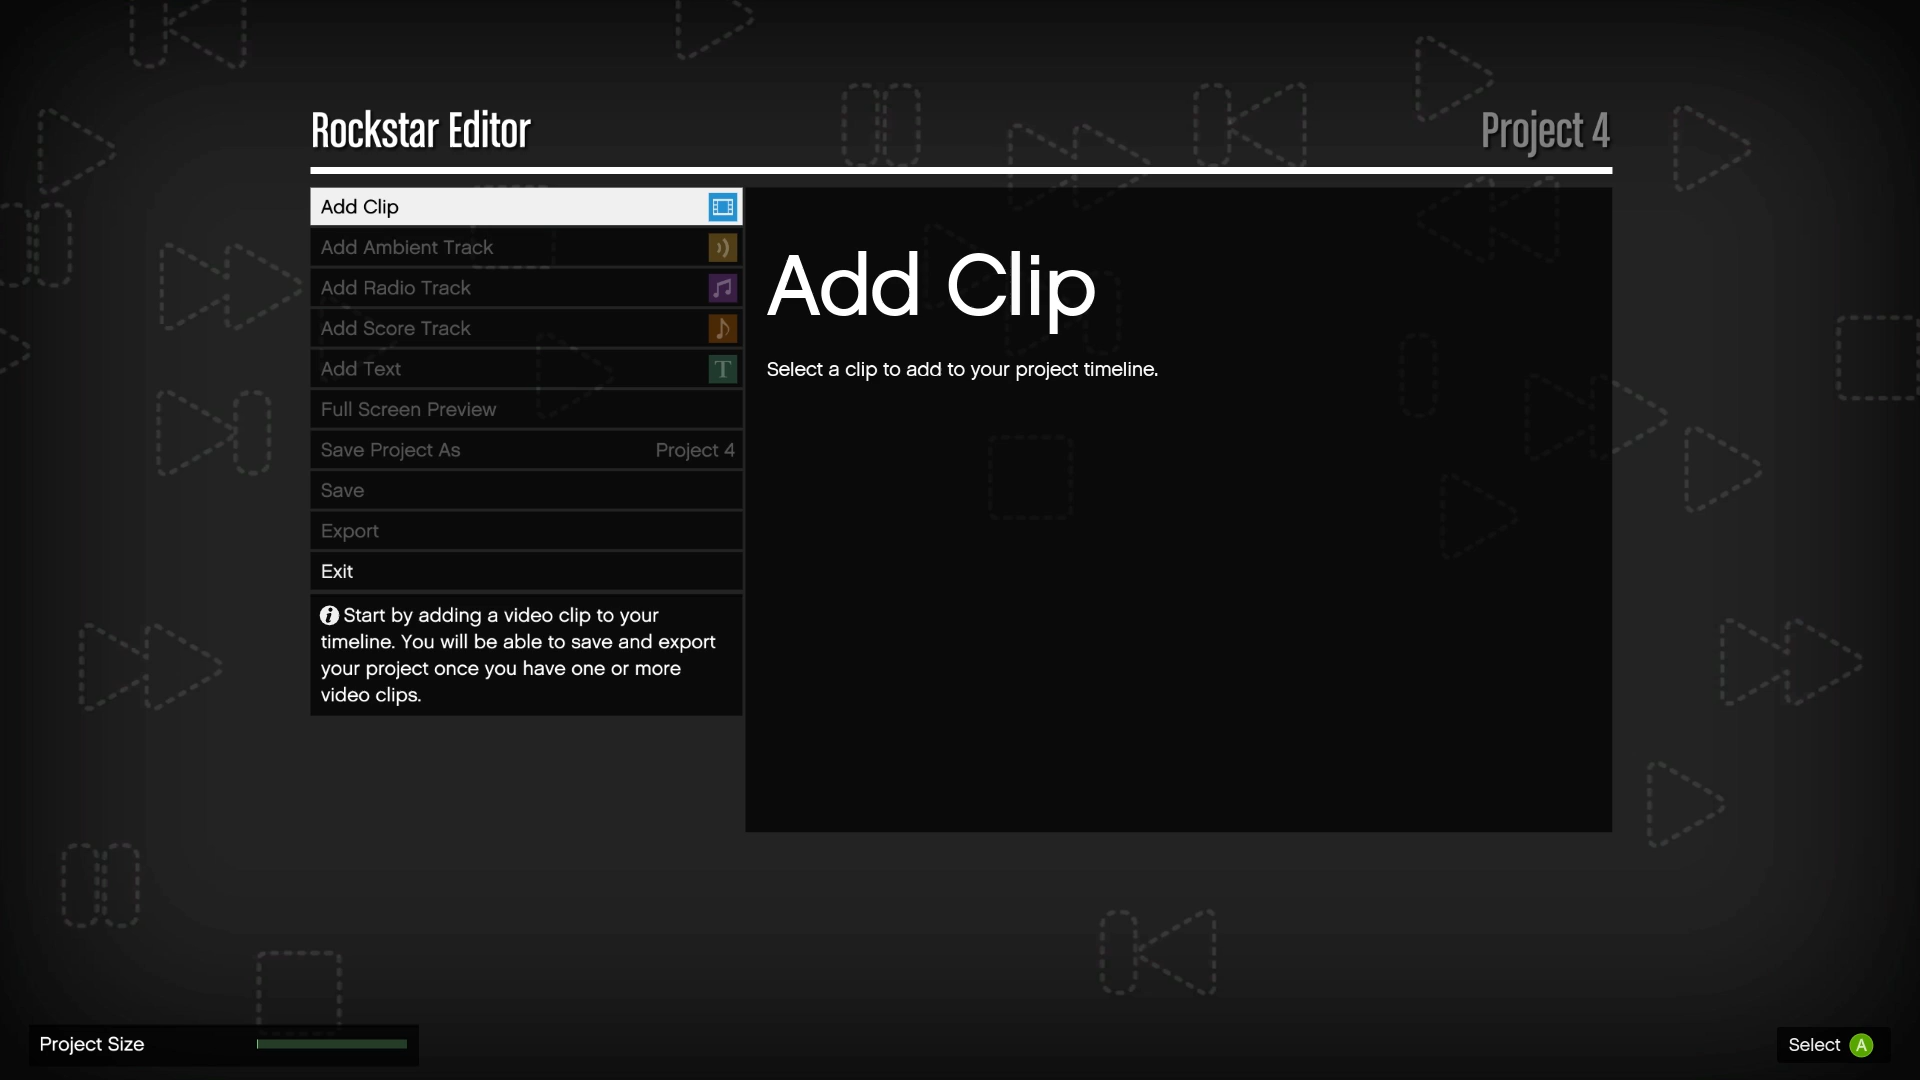 Rockstar Editor
Project 4
Add Clip
Add Ambient Track
Add Radio Track
Add Score Track
Add Text
T
Full Screen Preview
Save Project As Project 4
Save
Export
Exit
Start by adding a video clip to your
timeline. You will be able to save and export
your project once you have one or more
video clips.
Add Clip
Select a clip to add to your project timeline.
Project Size
Select A